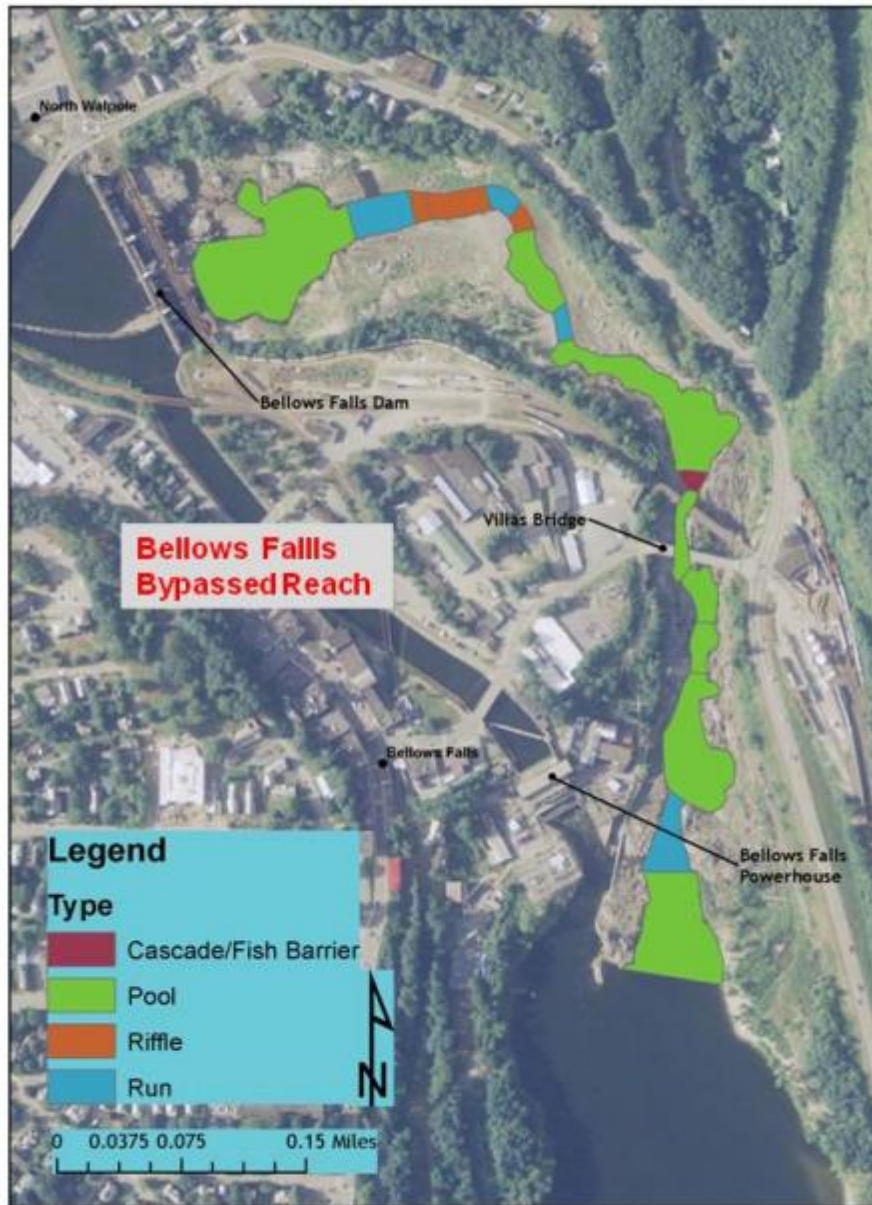 North Walpole
Bellows Falls Dam
Villas Bridge
Bellows Fallls
Bypassed Reach
Bellows Falls
Bellows Falls
Powerhouse
Legend
Type
Cascade/Fish Barrier
Pool
Riffle
Run
N
0 0.0375 0.075 0.15 Miles